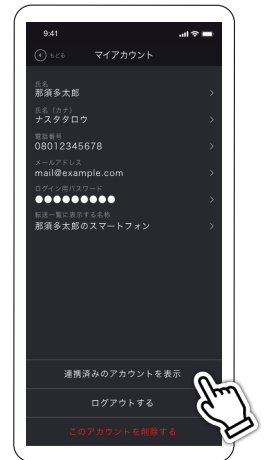 9:41
もどる マイアカウント
氏名
那須多太郎
氏名（カナ）
ナスタタロウ
電話番号
08012345678
メールアドレス
mail@example.com
ログイン用パスワード
●●●●●●●●●
転送一覧に表示する名称
那須多太郎のスマートフォン
連携済みのアカウントを表示
ログアウトする
このアカウントを削除する